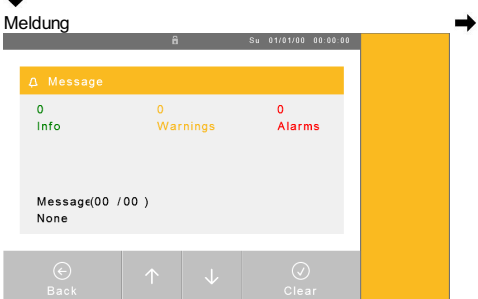 Meldung
Su 01/01/00 00:00:00
Message
0 0 0
Info Warnings Alarms
Message(00 /00 )
None
Back Clear